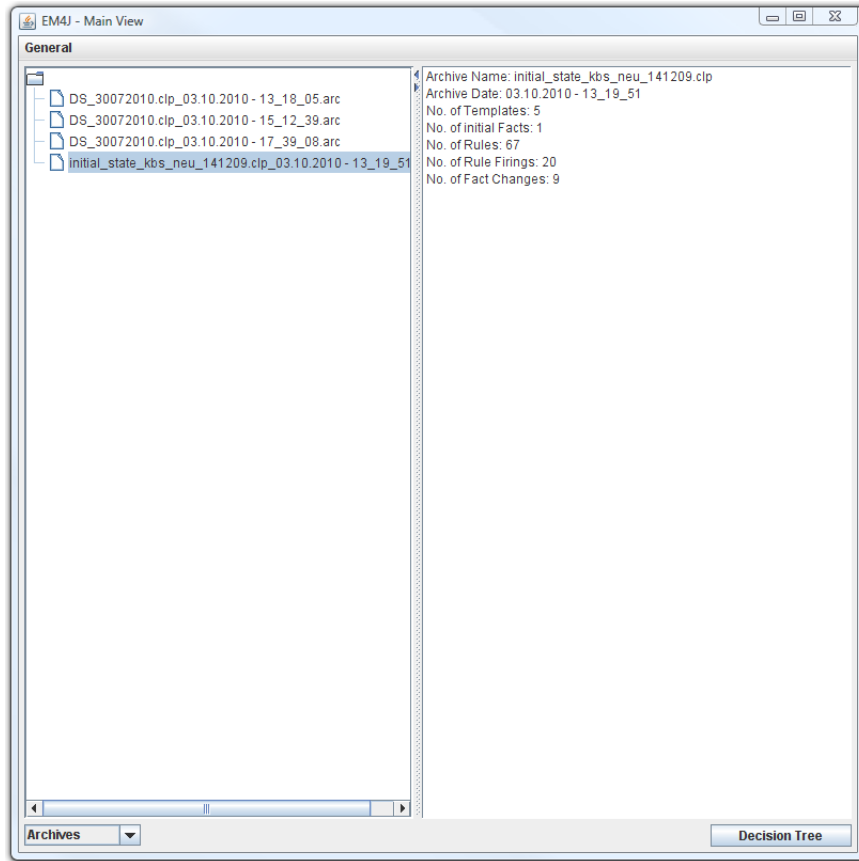 EM4J - Main View
General
DS_30072010.clp_03.10.2010 - 13_18_05.arc
DS_30072010.clp_03.10.2010 - 15_12_39.arc
DS_30072010.clp_03.10.2010 - 17_39_08.arc
initial_state_kbs_neu_141209.clp_03.10.2010 - 13_19_51
Archive Name: initial_state_kbs_neu_141209.clp
Archive Date: 03.10.2010 - 13_19_51
No. of Templates: 5
No. of initial Facts: 1
No. of Rules: 67
No. of Rule Firings: 20
No. of Fact Changes: 9
Archives
Decision Tree